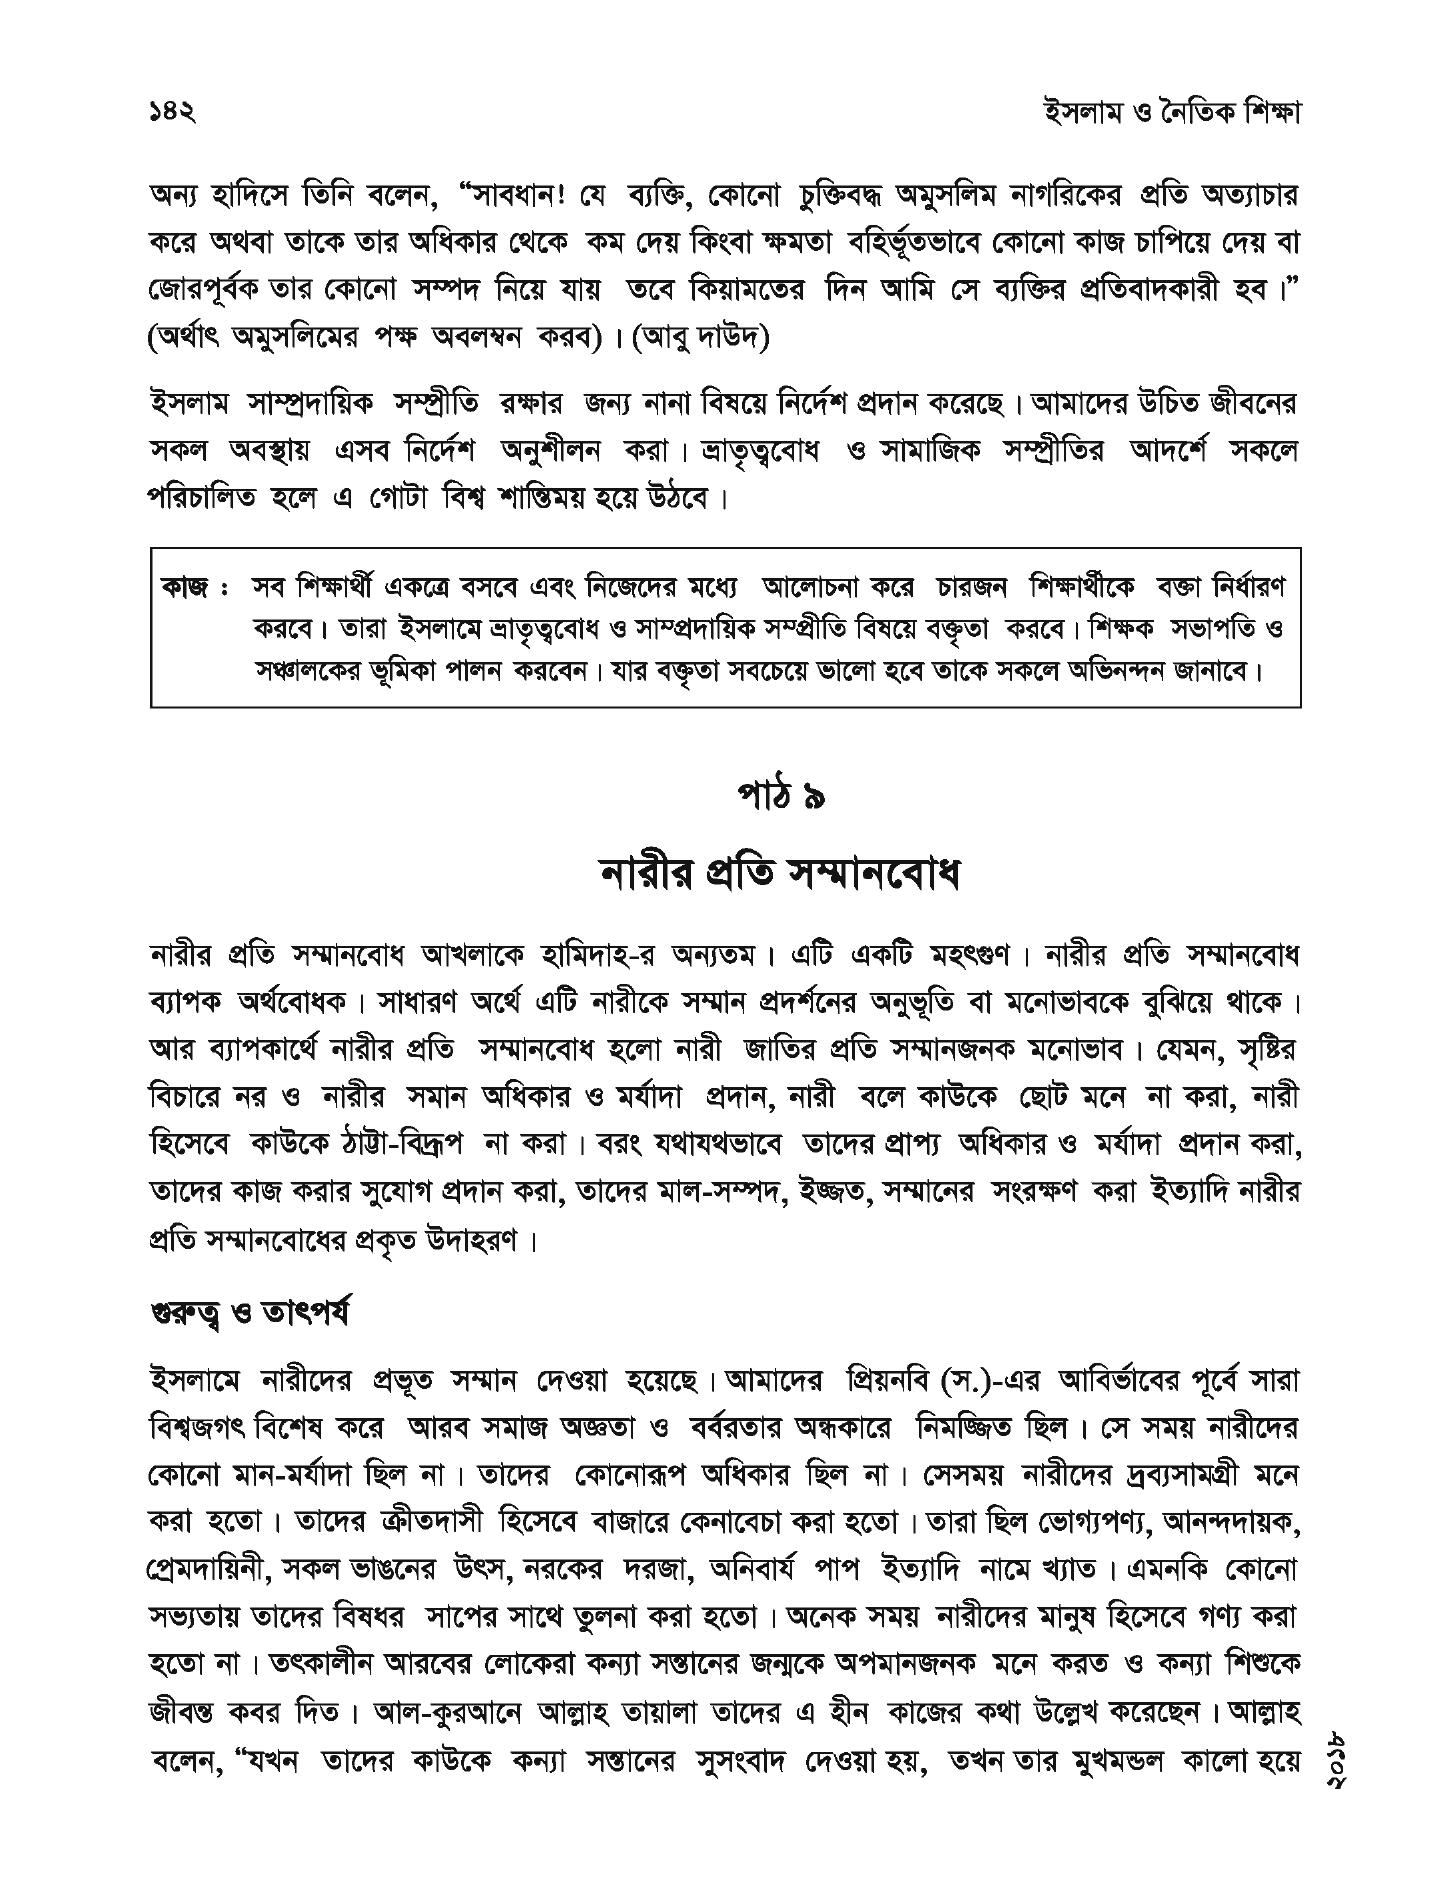 ১৪২
ইসলাম ও নৈতিক শিক্ষা
অন্য হাদিসে তিনি বলেন, “সাবধান! যে ব্যক্তি, কোনো চুক্তিবদ্ধ অমুসলিম নাগরিকের প্রতি অত্যাচার
করে অথবা তাকে তার অধিকার থেকে কম দেয় কিংবা ক্ষমতা বহির্ভূতভাবে কোনো কাজ চাপিয়ে দেয় বা
জোরপূর্বক তার কোনো সম্পদ নিয়ে যায় তবে কিয়ামতের দিন আমি সে ব্যক্তির প্রতিবাদকারী হব।”
(অর্থাৎ অমুসলিমের পক্ষ অবলম্বন করব)। (আবু দাউদ)
ইসলাম সাম্প্রদায়িক সম্প্রীতি রক্ষার জন্য নানা বিষয়ে নির্দেশ প্রদান করেছে। আমাদের উচিত জীবনের
সকল অবস্থায় এসব নির্দেশ অনুশীলন করা। ভ্রাতৃত্ববোধ ও সামাজিক সম্প্রীতির আদর্শে সকলে
পরিচালিত হলে এ গোটা বিশ্ব শান্তিময় হয়ে উঠবে।
কাজ : সব শিক্ষার্থী একত্রে বসবে এবং নিজেদের মধ্যে আলোচনা করে চারজন শিক্ষার্থীকে বক্তা নির্ধারণ
করবে। তারা ইসলামে ভ্রাতৃত্ববোধ ও সাম্প্রদায়িক সম্প্রীতি বিষয়ে বক্তৃতা করবে। শিক্ষক সভাপতি ও
সঞ্চালকের ভূমিকা পালন করবেন। যার বক্তৃতা সবচেয়ে ভালো হবে তাকে সকলে অভিনন্দন জানাবে।
পাঠ ৯
নারীর প্রতি সম্মানবোধ
নারীর প্রতি সম্মানবোধ আখলাকে হামিদাহ-র অন্যতম। এটি একটি মহৎগুণ। নারীর প্রতি সম্মানবোধ
ব্যাপক অর্থবোধক। সাধারণ অর্থে এটি নারীকে সম্মান প্রদর্শনের অনুভূতি বা মনোভাবকে বুঝিয়ে থাকে।
আর ব্যাপকার্থে নারীর প্রতি সম্মানবোধ হলো নারী জাতির প্রতি সম্মানজনক মনোভাব। যেমন, সৃষ্টির
বিচারে নর ও নারীর সমান অধিকার ও মর্যাদা প্রদান, নারী বলে কাউকে ছোট মনে না করা, নারী
হিসেবে কাউকে ঠাট্টা-বিদ্রূপ না করা। বরং যথাযথভাবে তাদের প্রাপ্য অধিকার ও মর্যাদা প্রদান করা,
তাদের কাজ করার সুযোগ প্রদান করা, তাদের মাল-সম্পদ, ইজ্জত, সম্মানের সংরক্ষণ করা ইত্যাদি নারীর
প্রতি সম্মানবোধের প্রকৃত উদাহরণ।
গুরুত্ব ও তাৎপর্য
ইসলামে নারীদের প্রভূত সম্মান দেওয়া হয়েছে। আমাদের প্রিয়নবি (স.)-এর আবির্ভাবের পূর্বে সারা
বিশ্বজগৎ বিশেষ করে আরব সমাজ অজ্ঞতা ও বর্বরতার অন্ধকারে নিমজ্জিত ছিল। সে সময় নারীদের
কোনো মান-মর্যাদা ছিল না। তাদের কোনোরূপ অধিকার ছিল না। সেসময় নারীদের দ্রব্যসামগ্রী মনে
করা হতো। তাদের ক্রীতদাসী হিসেবে বাজারে কেনাবেচা করা হতো। তারা ছিল ভোগ্যপণ্য, আনন্দদায়ক,
প্রেমদায়িনী, সকল ভাঙনের উৎস, নরকের দরজা, অনিবার্য পাপ ইত্যাদি নামে খ্যাত। এমনকি কোনো
সভ্যতায় তাদের বিষধর সাপের সাথে তুলনা করা হতো। অনেক সময় নারীদের মানুষ হিসেবে গণ্য করা
হতো না। তৎকালীন আরবের লোকেরা কন্যা সন্তানের জন্মকে অপমানজনক মনে করত ও কন্যা শিশুকে
জীবন্ত কবর দিত। আল-কুরআনে আল্লাহ তায়ালা তাদের এ হীন কাজের কথা উল্লেখ করেছেন। আল্লাহ
বলেন, “যখন তাদের কাউকে কন্যা সন্তানের সুসংবাদ দেওয়া হয়, তখন তার মুখমন্ডল কালো হয়ে
২০১৮